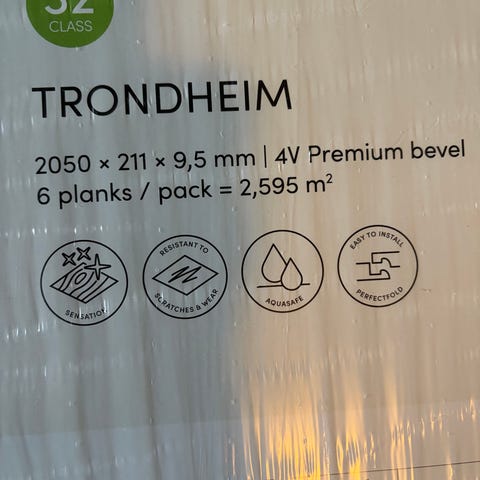 32
CLASS
TRONDHEIM
2050 × 211 × 9,5 mm | 4V Premium bevel
6 planks / pack = 2,595 m²
SENSATION
RESISTANT TO
SCRATCHES & WEAR
AQUASAFE
EASY TO INSTALL
PERFECTFOLD